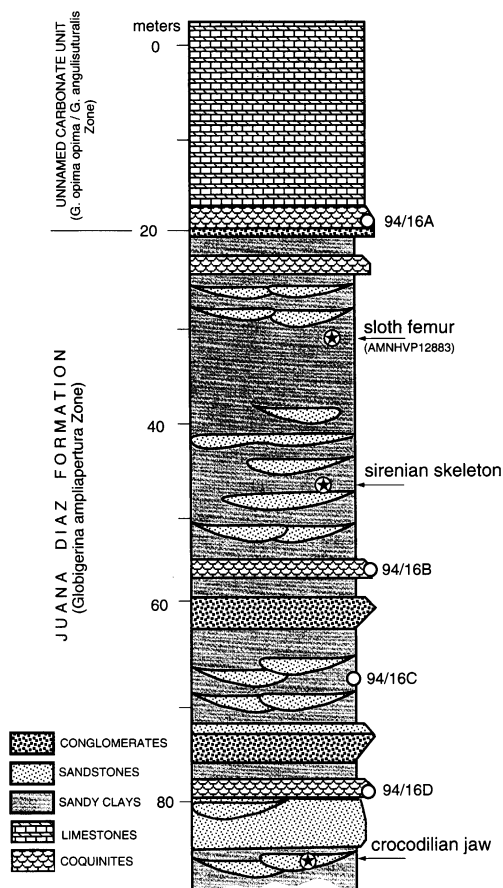 meters
0
UNNAMED CARBONATE UNIT
(G. opima opima / G. angulisuturalis
Zone)
94/16A
20
sloth femur
(AMNHVP12883)
JUANA DIAZ FORMATION
(Globigerina ampliapertura Zone)
40
sirenian skeleton
94/16B
60
94/16C
CONGLOMERATES
SANDSTONES
SANDY CLAYS
LIMESTONES
COQUINITES
94/16D
80
crocodilian jaw